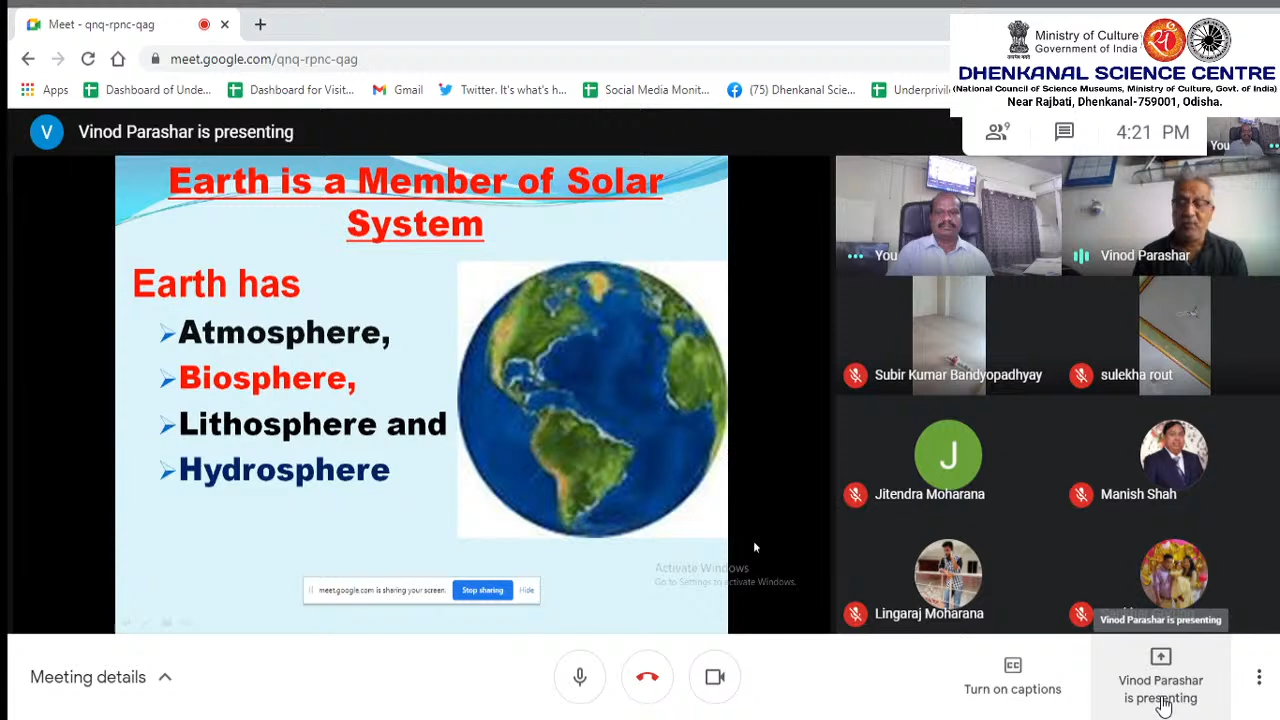 Meet - qnq-rpnc-qag
meet.google.com/qnq-rpnc-qag
Apps Dashboard of Unde... Dashboard for Visit... Gmail Twitter. It's what's h... Social Media Monit... (75) Dhenkanal Scie... Underprivile
Ministry of Culture
Government of India
DHENKANAL SCIENCE CENTRE
(National Council of Science Museums, Ministry of Culture, Govt. of India)
Near Rajbati, Dhenkanal-759001, Odisha.
V Vinod Parashar is presenting
9 4:21 PM
You
Earth is a Member of Solar
System
Earth has
Atmosphere,
Biosphere,
Lithosphere and
Hydrosphere
meet.google.com is sharing your screen. Stop sharing Hide
Activate Windows
Go to Settings to activate Windows.
You Vinod Parashar
Subir Kumar Bandyopadhyay sulekha rout
J
Jitendra Moharana Manish Shah
Lingaraj Moharana
Vinod Parashar is presenting
Meeting details
CC
Turn on captions
Vinod Parashar
is presenting